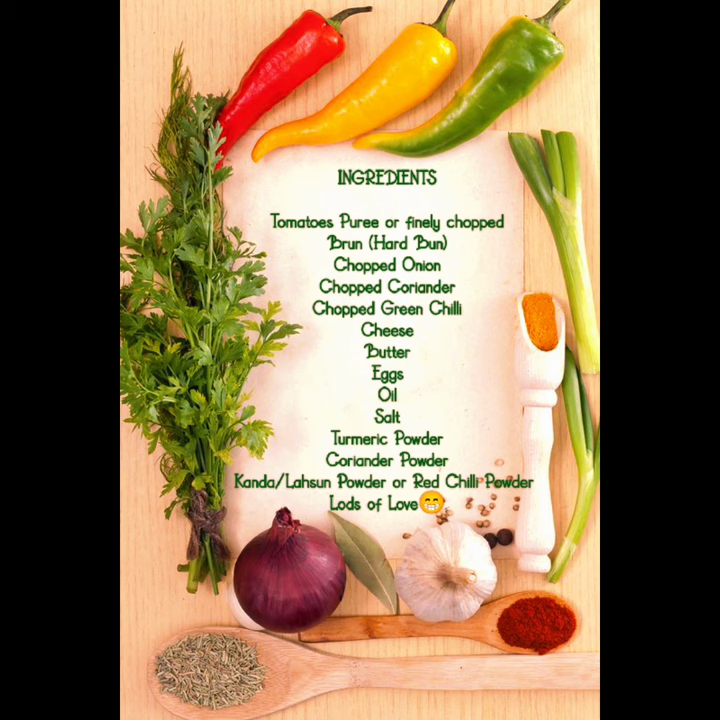 INGREDIENTS
Tomatoes Puree or finely chopped
Brun (Hard Bun)
Chopped Onion
Chopped Coriander
Chopped Green Chilli
Cheese
Butter
Eggs
Oil
Salt
Turmeric Powder
Coriander Powder
Kanda/Lahsun Powder or Red Chilli Powder
Lods of Love😁